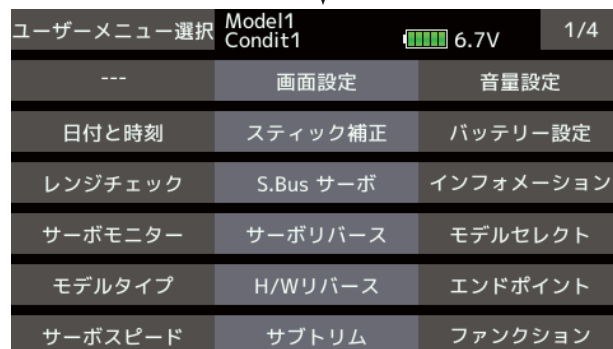 ユーザーメニュー選択 Model1 6.7V 1/4
Condit1
--- 画面設定 音量設定
日付と時刻 スティック補正 バッテリー設定
レンジチェック S.Bus サーボ インフォメーション
サーボモニター サーボリバース モデルセレクト
モデルタイプ H/Wリバース エンドポイント
サーボスピード サブトリム ファンクション